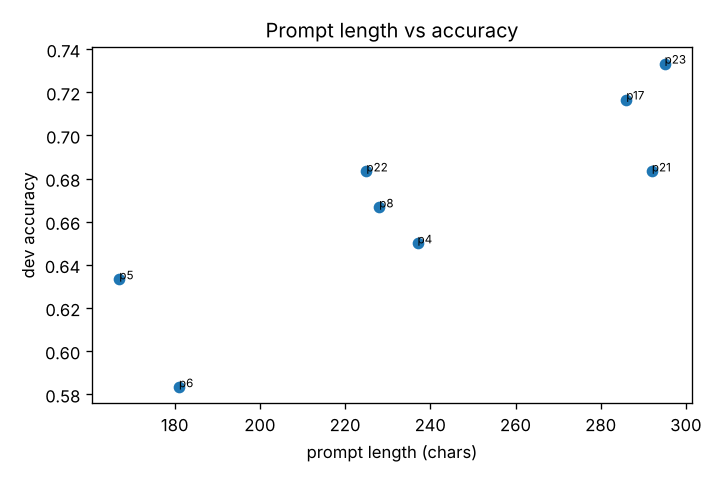 Prompt length vs accuracy
0.74
p23
0.72
p17
0.70
0.68
p22
p21
p8
0.66
p4
0.64
p5
0.62
0.60
p6
0.58
dev accuracy
180 200 220 240 260 280 300
prompt length (chars)